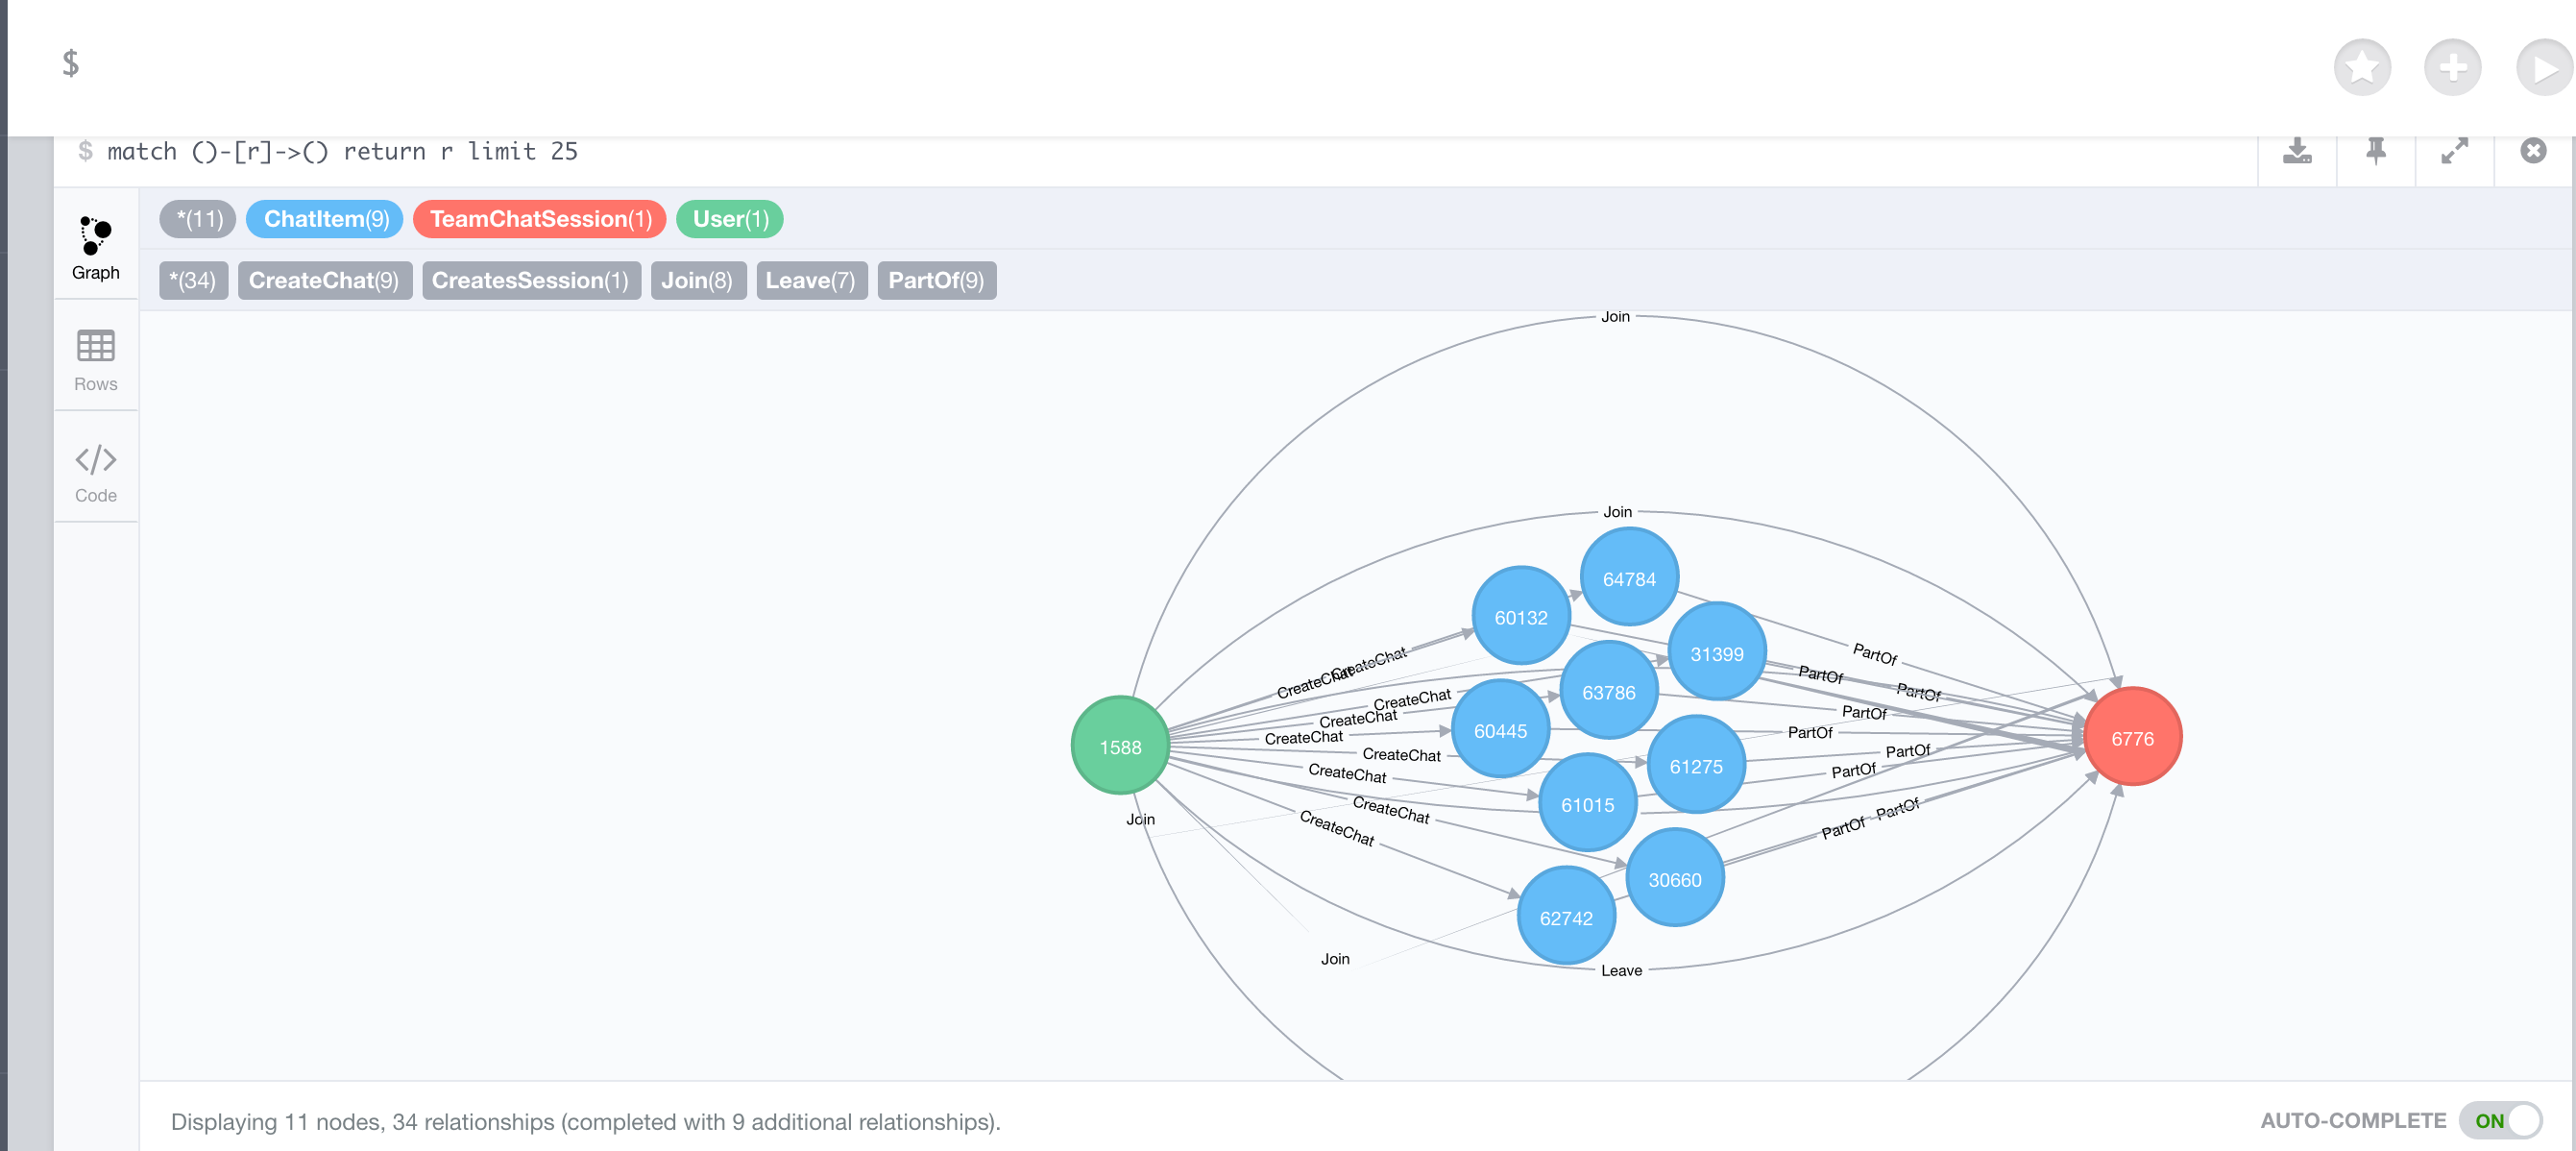 $
$ match ()-[r]->() return r limit 25
*(11) ChatItem(9) TeamChatSession(1) User(1)
*(34) CreateChat(9) CreatesSession(1) Join(8) Leave(7) PartOf(9)
Graph
Rows
Code
Join
Join
64784
60132
31399
CreateChat
CreateChat
PartOf
PartOf
PartOf
63786
CreateChat
CreateChat
PartOf
60445
CreateChat
PartOf
1588
6776
CreateChat
PartOf
61275
CreateChat
PartOf
61015
CreateChat
PartOf
PartOf
Join
CreateChat
30660
62742
Join
Leave
Displaying 11 nodes, 34 relationships (completed with 9 additional relationships).
AUTO-COMPLETE ON